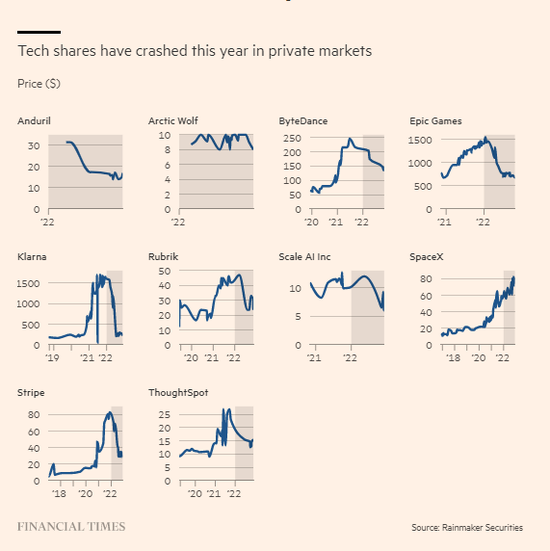 Tech shares have crashed this year in private markets
Price ($)
Anduril
30
20
10
0
'22
Arctic Wolf
10
8
6
4
2
0
'22
ByteDance
250
200
150
100
50
0
'20 '21 '22
Epic Games
1500
1000
500
'21 '22
Klarna
1500
1000
500
0
'19 '21 '22
Rubrik
50
40
30
20
10
0
'20 '21 '22
Scale AI Inc
10
5
0
'21 '22
SpaceX
80
60
40
20
0
'18 '20 '22
Stripe
80
60
40
20
0
'18 '20 '22
ThoughtSpot
25
20
15
10
5
0
'20 '21 '22
FINANCIAL TIMES
Source: Rainmaker Securities